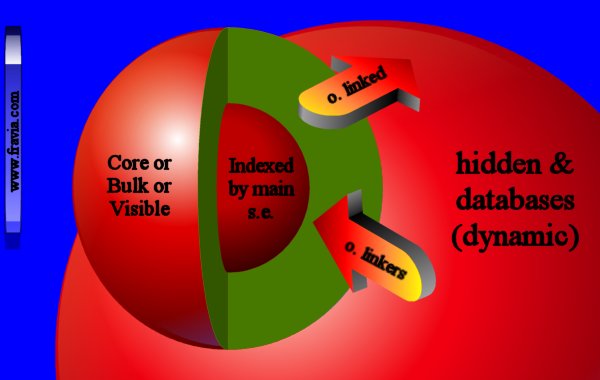 www.fravia.com
Core or
Bulk or
Visible
Indexed
by main
s.e.
o. linked
o. linkers
hidden &
databases
(dynamic)